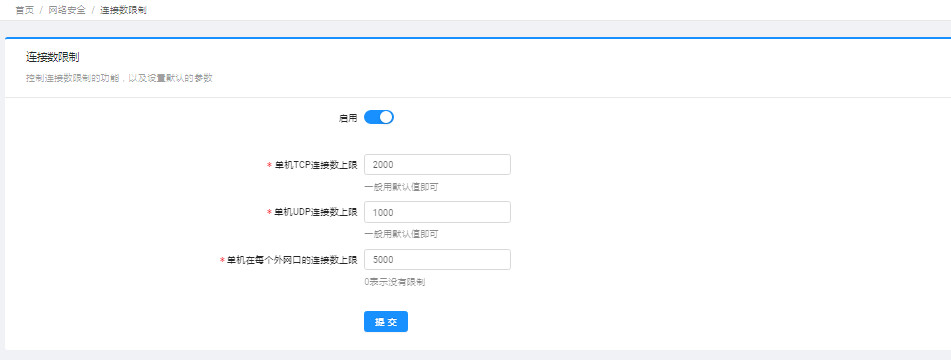 首页 / 网络安全 / 连接数限制
连接数限制
控制连接数限制的功能，以及设置默认的参数
启用
* 单机TCP连接数上限 2000
一般用默认值即可
* 单机UDP连接数上限 1000
一般用默认值即可
* 单机在每个外网口的连接数上限 5000
0表示没有限制
提 交